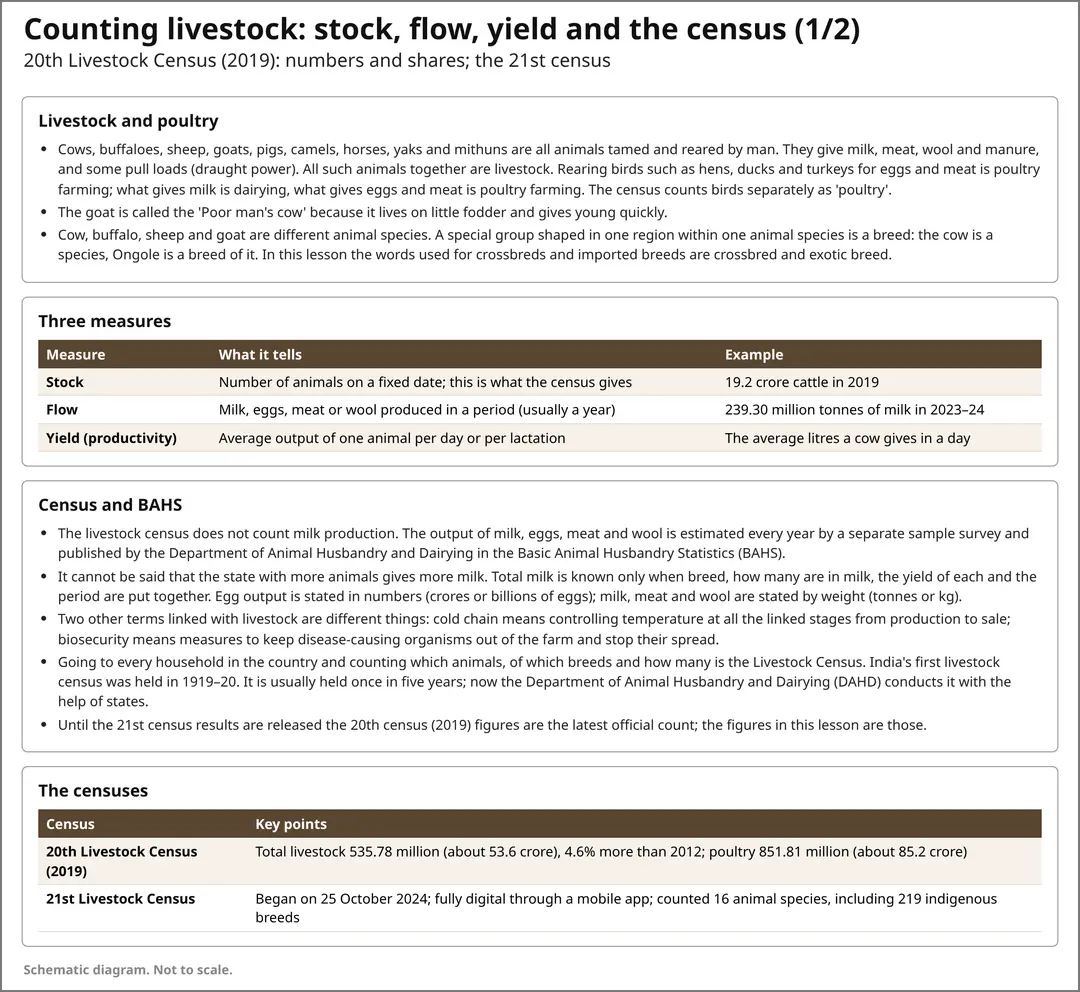 Counting livestock: stock, flow, yield and the census (1/2)
20th Livestock Census (2019): numbers and shares; the 21st census
Livestock and poultry
• Cows, buffaloes, sheep, goats, pigs, camels, horses, yaks and mithuns are all animals tamed and reared by man. They give milk, meat, wool and manure,
and some pull loads (draught power). All such animals together are livestock. Rearing birds such as hens, ducks and turkeys for eggs and meat is poultry
farming; what gives milk is dairying, what gives eggs and meat is poultry farming. The census counts birds separately as 'poultry'.
• The goat is called the 'Poor man's cow' because it lives on little fodder and gives young quickly.
• Cow, buffalo, sheep and goat are different animal species. A special group shaped in one region within one animal species is a breed: the cow is a
species, Ongole is a breed of it. In this lesson the words used for crossbreds and imported breeds are crossbred and exotic breed.
Three measures
Measure What it tells Example
Stock Number of animals on a fixed date; this is what the census gives 19.2 crore cattle in 2019
Flow Milk, eggs, meat or wool produced in a period (usually a year) 239.30 million tonnes of milk in 2023–24
Yield (productivity) Average output of one animal per day or per lactation The average litres a cow gives in a day
Census and BAHS
• The livestock census does not count milk production. The output of milk, eggs, meat and wool is estimated every year by a separate sample survey and
published by the Department of Animal Husbandry and Dairying in the Basic Animal Husbandry Statistics (BAHS).
• It cannot be said that the state with more animals gives more milk. Total milk is known only when breed, how many are in milk, the yield of each and the
period are put together. Egg output is stated in numbers (crores or billions of eggs); milk, meat and wool are stated by weight (tonnes or kg).
• Two other terms linked with livestock are different things: cold chain means controlling temperature at all the linked stages from production to sale;
biosecurity means measures to keep disease-causing organisms out of the farm and stop their spread.
• Going to every household in the country and counting which animals, of which breeds and how many is the Livestock Census. India's first livestock
census was held in 1919–20. It is usually held once in five years; now the Department of Animal Husbandry and Dairying (DAHD) conducts it with the
help of states.
• Until the 21st census results are released the 20th census (2019) figures are the latest official count; the figures in this lesson are those.
The censuses
Census Key points
20th Livestock Census Total livestock 535.78 million (about 53.6 crore), 4.6% more than 2012; poultry 851.81 million (about 85.2 crore)
(2019)
21st Livestock Census Began on 25 October 2024; fully digital through a mobile app; counted 16 animal species, including 219 indigenous
breeds
Schematic diagram. Not to scale.